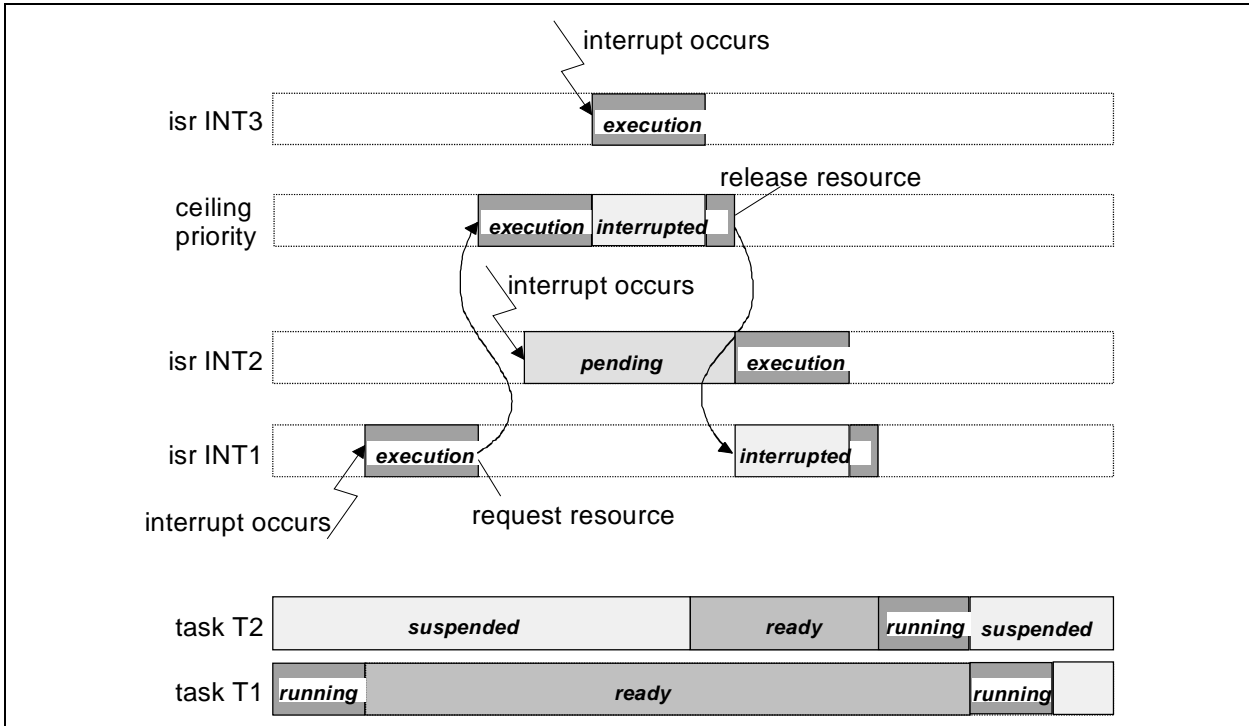 interrupt occurs
isr INT3
execution
release resource
ceiling
priority
execution
interrupted
interrupt occurs
isr INT2
pending
execution
isr INT1
execution
interrupted
interrupt occurs
request resource
task T2
suspended
ready
running
suspended
task T1
running
ready
running